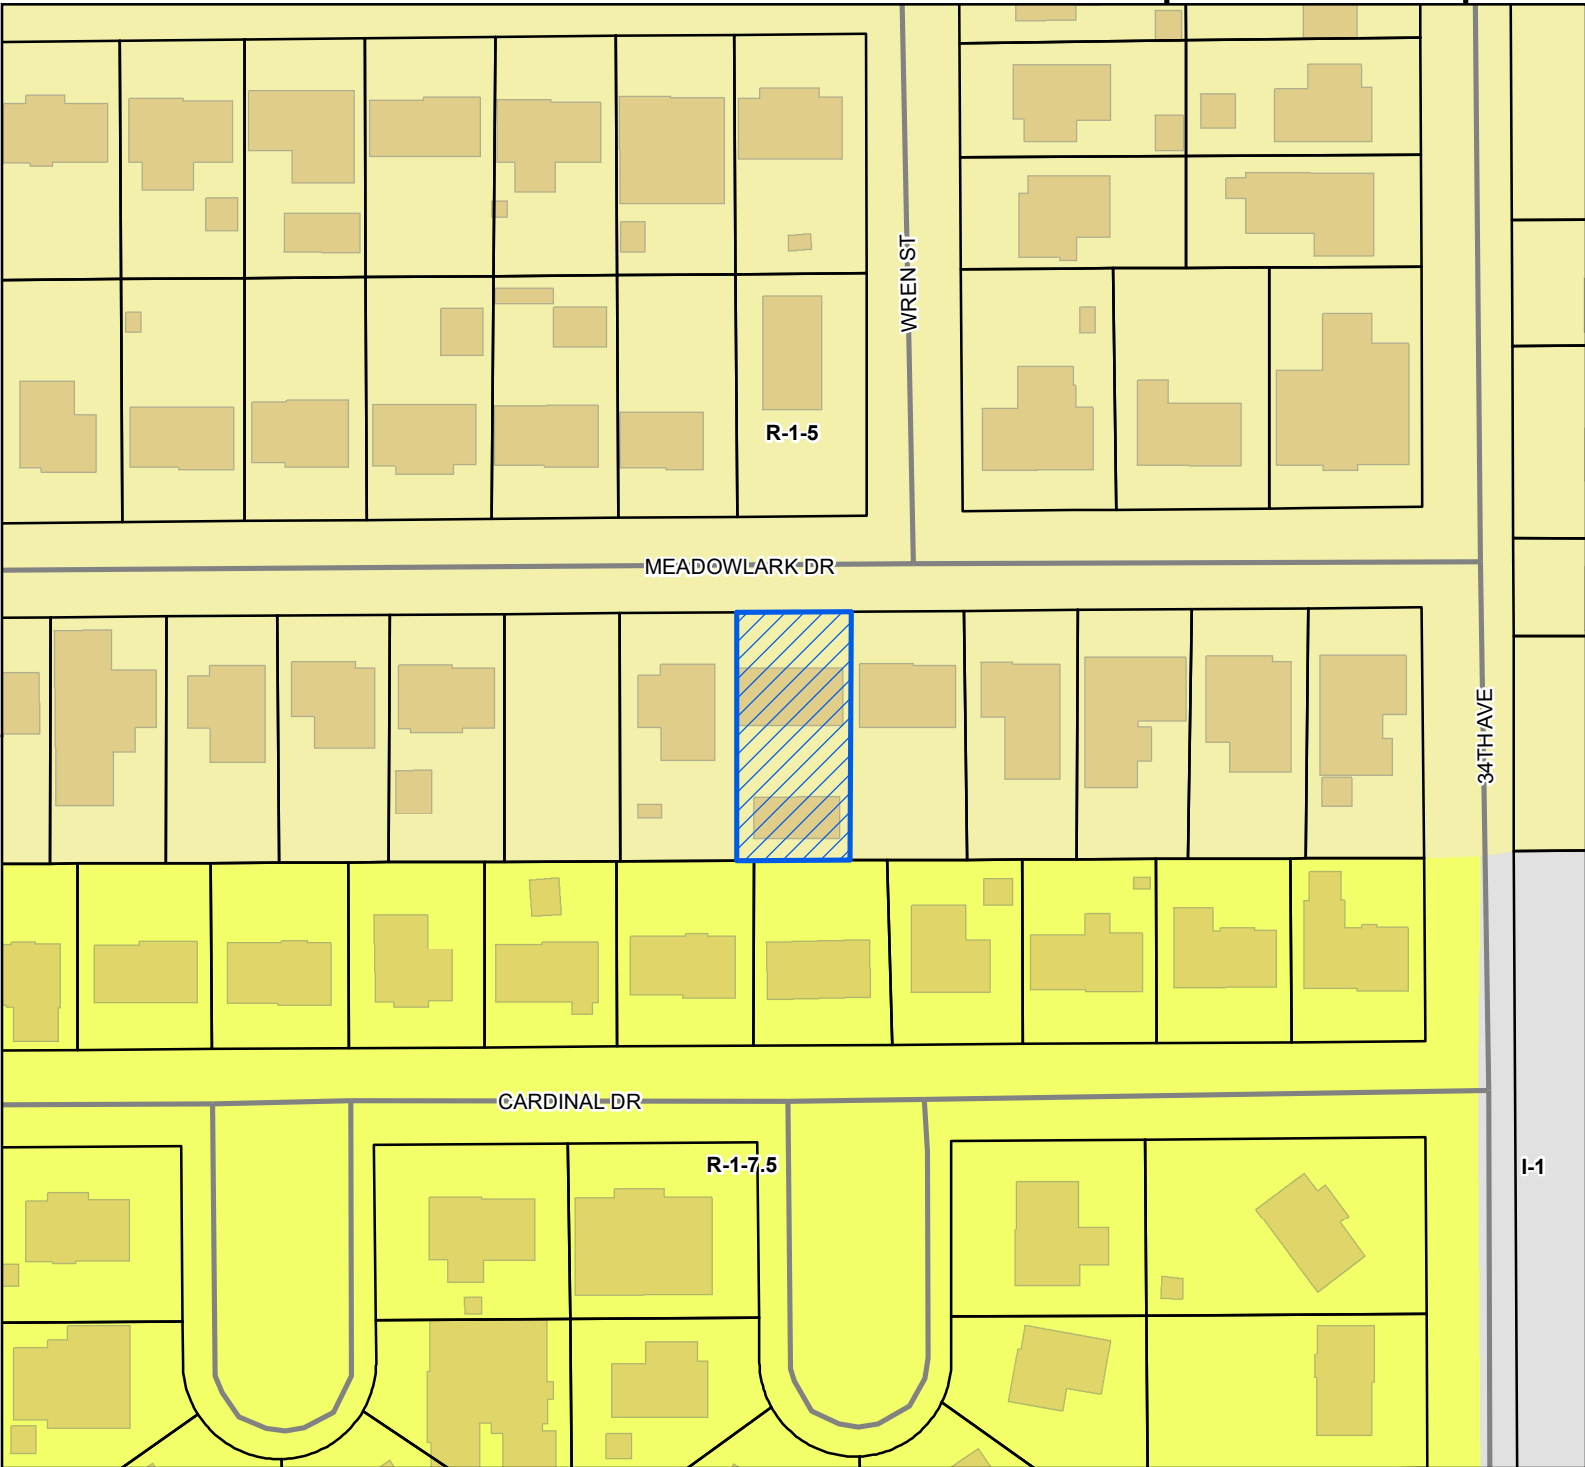 WREN ST
R-1-5
MEADOWLARK DR
34TH AVE
CARDINAL DR
R-1-7.5
I-1